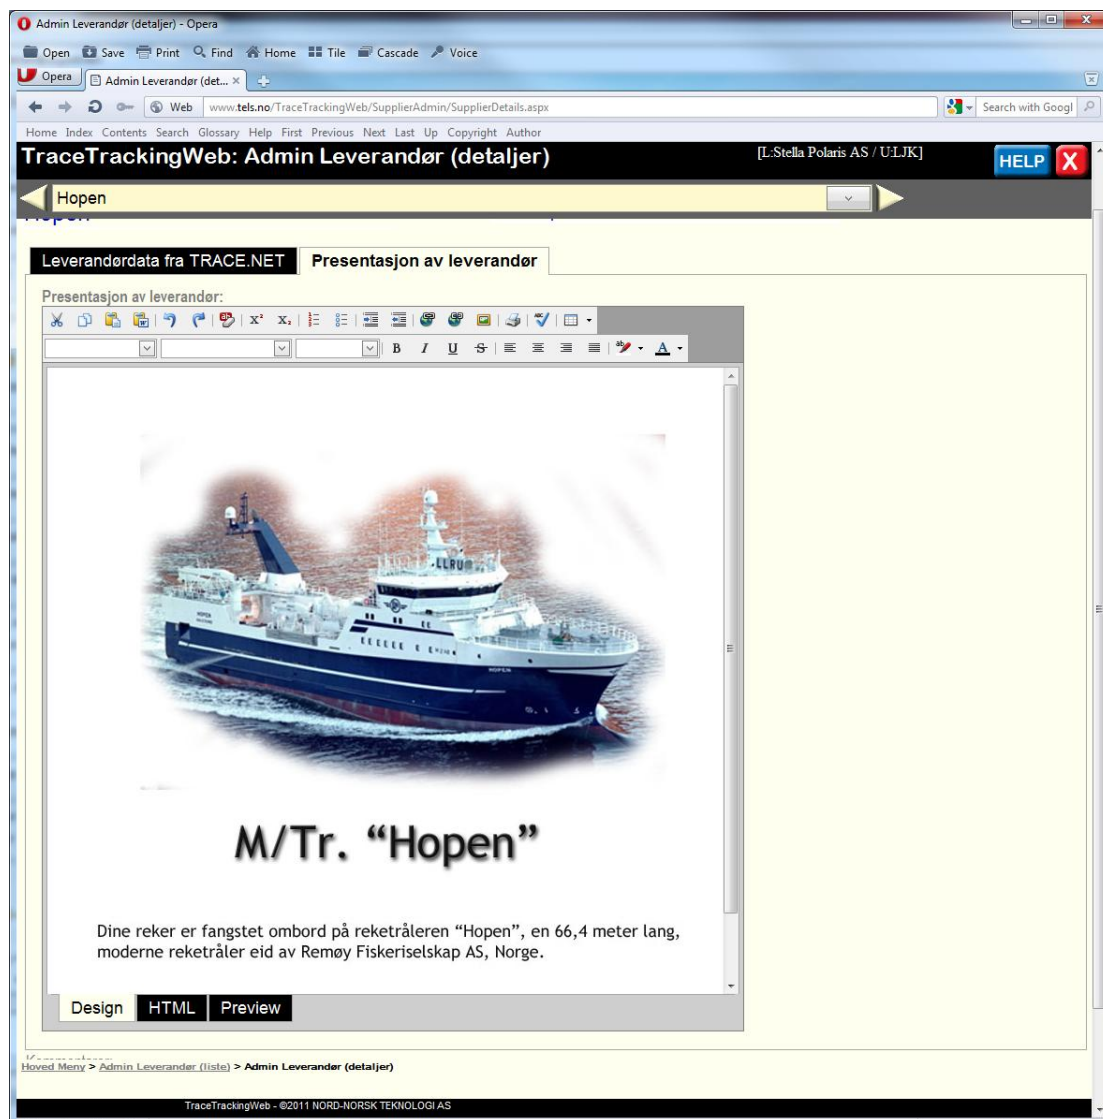 Admin Leverandør (detaljer) - Opera
Open Save Print Find Home Tile Cascade Voice
Opera Admin Leverandør (det...
Web www.tels.no/TraceTrackingWeb/SupplierAdmin/SupplierDetails.aspx Search with Googl
Home Index Contents Search Glossary Help First Previous Next Last Up Copyright Author
TraceTrackingWeb: Admin Leverandør (detaljer) [L:Stella Polaris AS / U:LJK] HELP X
Hopen
Hopen
Leverandørdata fra TRACE.NET Presentasjon av leverandør
Presentasjon av leverandør:
B I U S A
LLRU
HOPEN
HOPEN
M/Tr. “Hopen”
Dine reker er fangstet ombord på reketråleren “Hopen”, en 66,4 meter lang,
moderne reketråler eid av Remøy Fiskeriselskap AS, Norge.
Design HTML Preview
Hoved Meny > Admin Leverandør (liste) > Admin Leverandør (detaljer)
TraceTrackingWeb - ©2011 NORD-NORSK TEKNOLOGI AS